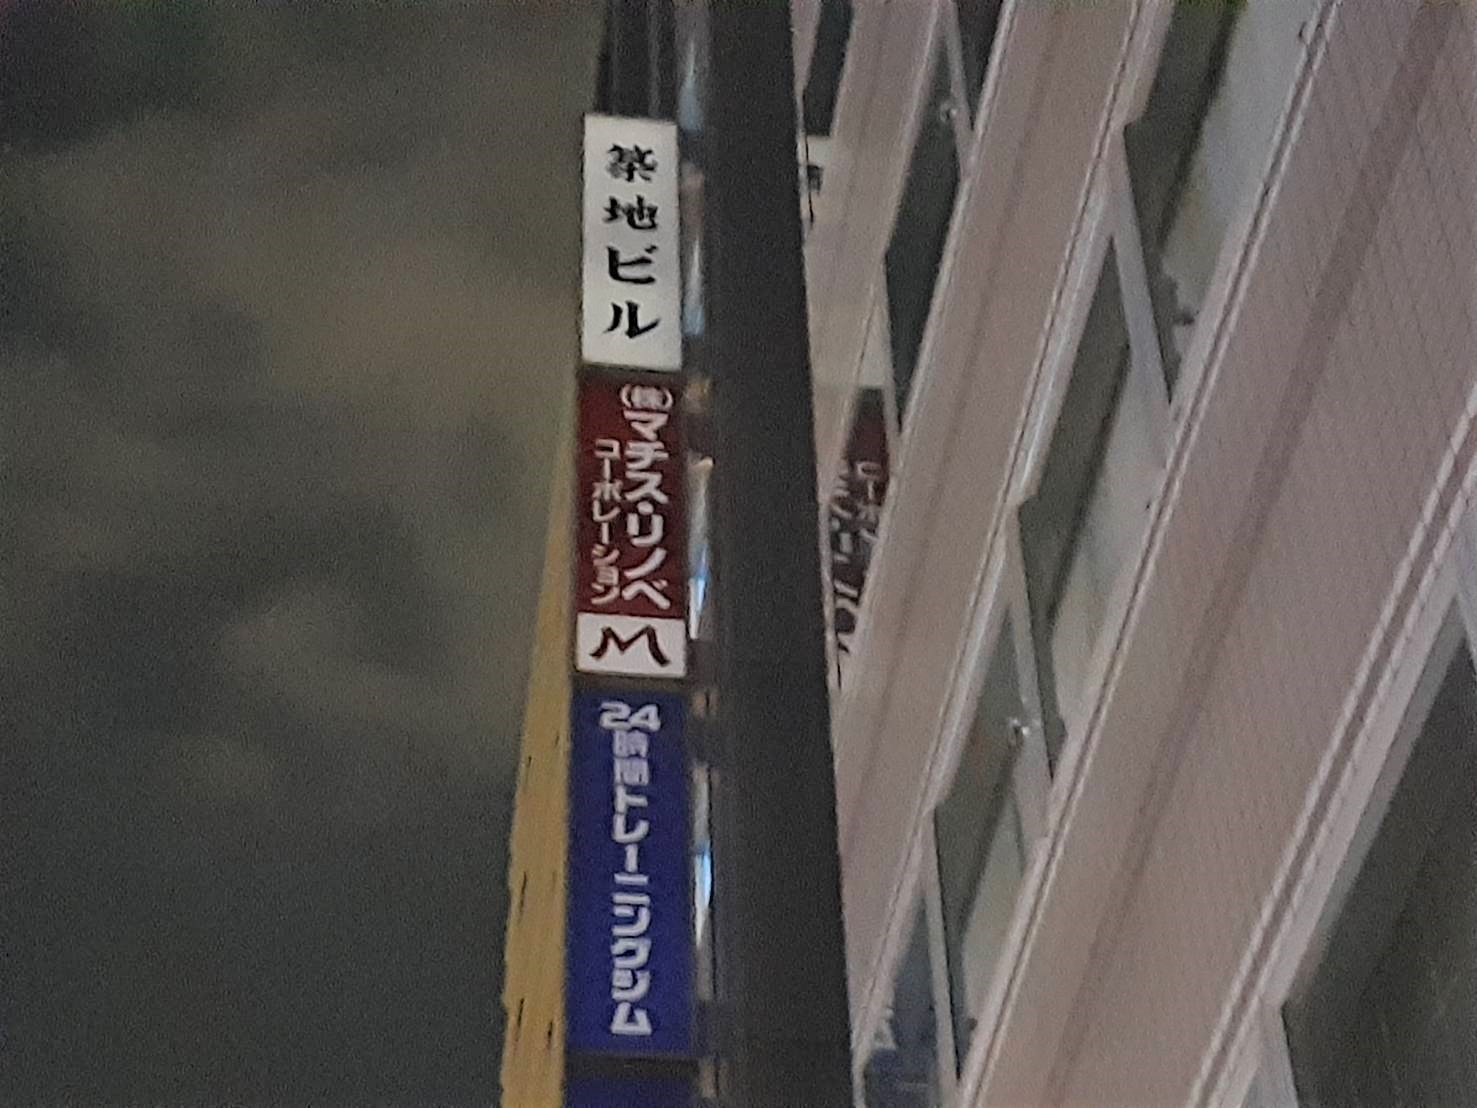 築地ビル
(株)マチス・リノベ
コーポレーション
M
24時間トレーニングジム